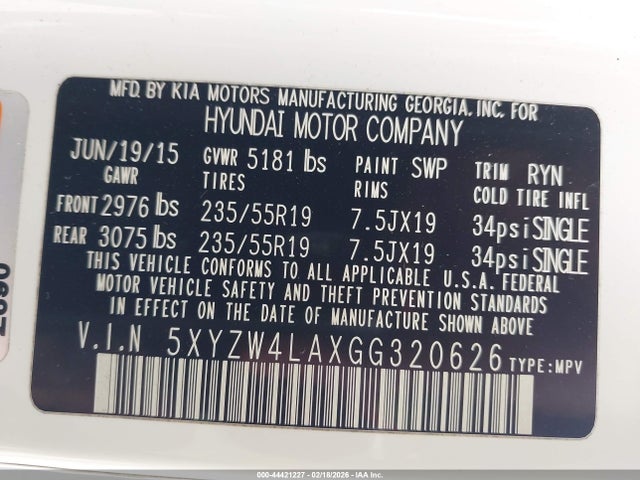 MFD. BY KIA MOTORS MANUFACTURING GEORGIA, INC. FOR
HYUNDAI MOTOR COMPANY
JUN/19/15 GVWR 5181 lbs PAINT SWP TRIM RYN
GAWR TIRES RIMS COLD TIRE INFL
FRONT 2976 lbs 235/55R19 7.5JX19 34psi SINGLE
REAR 3075 lbs 235/55R19 7.5JX19 34psi SINGLE
THIS VEHICLE CONFORMS TO ALL APPLICABLE U.S.A. FEDERAL
MOTOR VEHICLE SAFETY AND THEFT PREVENTION STANDARDS
IN EFFECT ON THE DATE OF MANUFACTURE SHOWN ABOVE
V.I.N 5XYZW4LAXGG320626 TYPE:MPV
000-44421227 - 02/18/2026 - IAAI.com